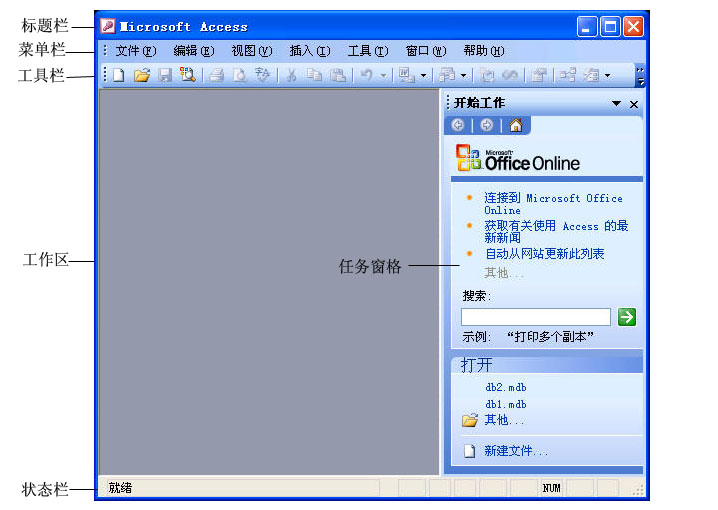 标题栏
Microsoft Access
菜单栏
文件(F) 编辑(E) 视图(V) 插入(I) 工具(T) 窗口(W) 帮助(H)
工具栏
开始工作
Microsoft
Office Online
连接到 Microsoft Office
Online
获取有关使用 Access 的最
新新闻
自动从网站更新此列表
其他...
工作区
任务窗格
搜索:
示例: “打印多个副本”
打开
db2.mdb
db1.mdb
其他...
新建文件...
状态栏
就绪
NUM